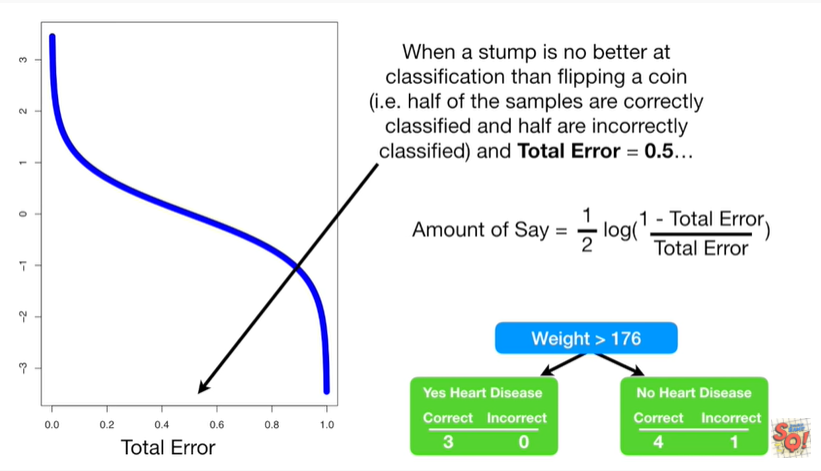 When a stump is no better at
classification than flipping a coin
(i.e. half of the samples are correctly
classified and half are incorrectly
classified) and Total Error = 0.5…
3
2
1
0
-1
-2
-3
0.0 0.2 0.4 0.6 0.8 1.0
Total Error
Amount of Say = 1/2 log(1 - Total Error / Total Error)
Weight > 176
Yes Heart Disease
Correct Incorrect
3 0
No Heart Disease
Correct Incorrect
4 1
SQ!